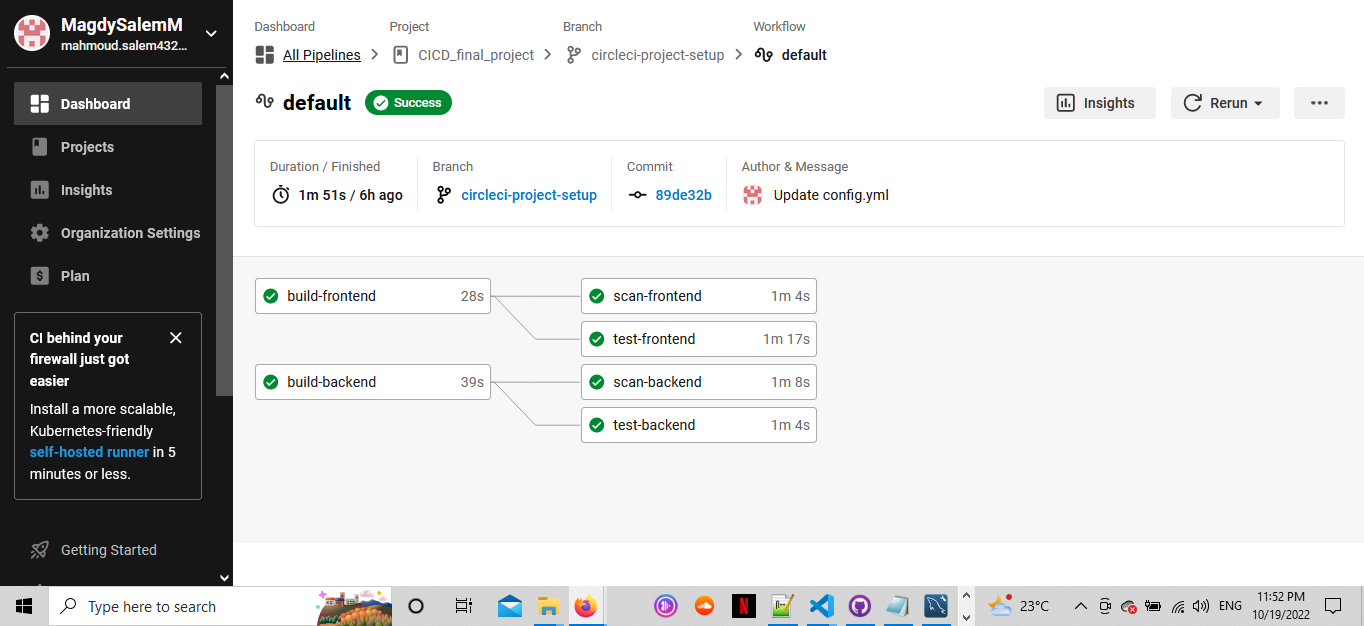 MagdySalemM
mahmoud.salem432...
Dashboard
Projects
Insights
Organization Settings
$ Plan
CI behind your
firewall just got
easier
Install a more scalable,
Kubernetes-friendly
self-hosted runner in 5
minutes or less.
Getting Started
Dashboard Project Branch Workflow
All Pipelines > CICD_final_project > circleci-project-setup > default
default Success
Insights Rerun ...
Duration / Finished Branch Commit Author & Message
1m 51s / 6h ago circleci-project-setup 89de32b Update config.yml
build-frontend 28s scan-frontend 1m 4s
test-frontend 1m 17s
build-backend 39s scan-backend 1m 8s
test-backend 1m 4s
Type here to search
N
23°C
ENG
11:52 PM
10/19/2022